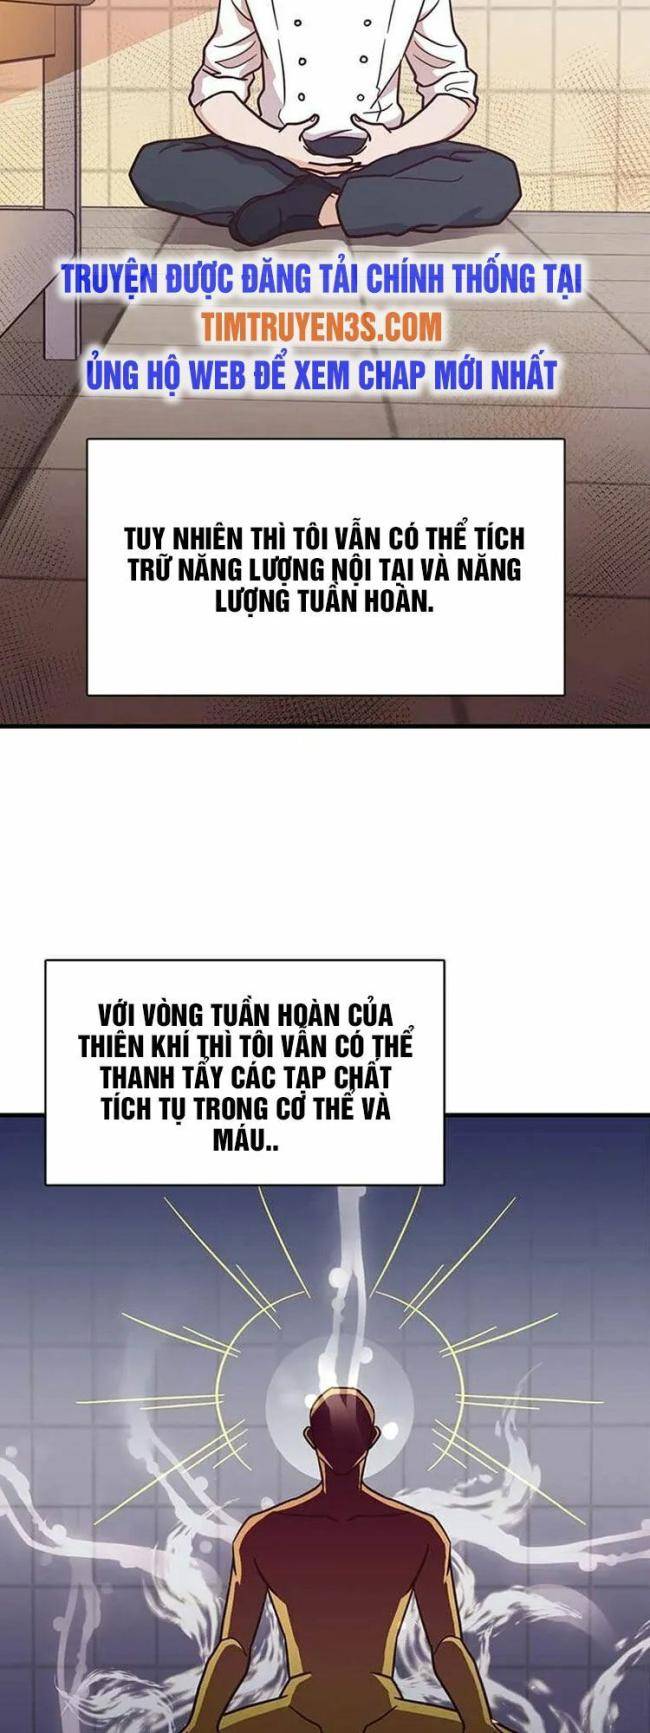 TRUYỆN ĐƯỢC ĐĂNG TẢI CHÍNH THỐNG TẠI
TIMTRUYEN3S.COM
ỦNG HỘ WEB ĐỂ XEM CHAP MỚI NHẤT
TUY NHIÊN THÌ TÔI VẪN CÓ THỂ TÍCH
TRỮ NĂNG LƯỢNG NỘI TẠI VÀ NĂNG
LƯỢNG TUẦN HOÀN.
VỚI VÒNG TUẦN HOÀN CỦA
THIÊN KHÍ THÌ TÔI VẪN CÓ THỂ
THANH TẨY CÁC TẠP CHẤT
TÍCH TỤ TRONG CƠ THỂ VÀ
MÁU..